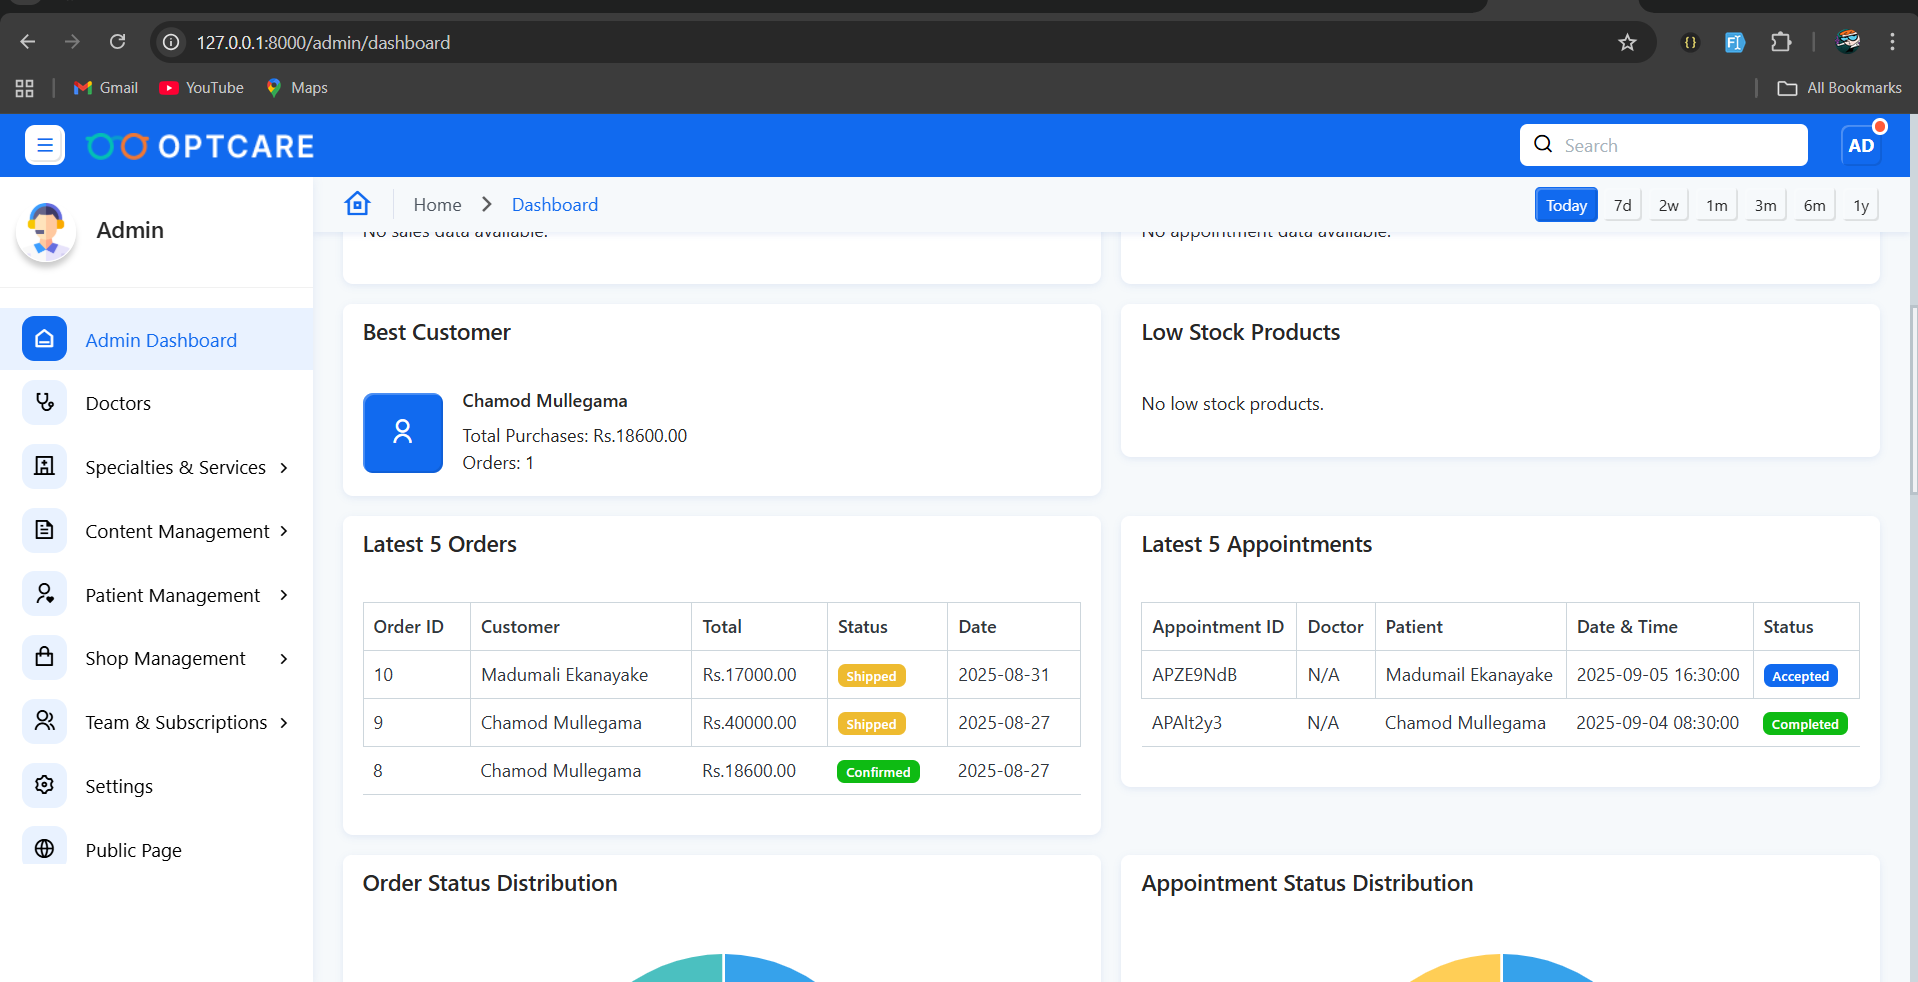 127.0.0.1:8000/admin/dashboard
Gmail
YouTube
Maps
All Bookmarks
OPTCARE
Search
AD
Admin
Home
Dashboard
Today
7d
2w
1m
3m
6m
1y
Admin Dashboard
Doctors
Specialties & Services
Content Management
Patient Management
Shop Management
Team & Subscriptions
Settings
Public Page
No sales data available.
No appointment data available.
Best Customer
Chamod Mullegama
Total Purchases: Rs.18600.00
Orders: 1
Low Stock Products
No low stock products.
Latest 5 Orders
Order ID Customer Total Status Date
10 Madumali Ekanayake Rs.17000.00 Shipped 2025-08-31
9 Chamod Mullegama Rs.40000.00 Shipped 2025-08-27
8 Chamod Mullegama Rs.18600.00 Confirmed 2025-08-27
Latest 5 Appointments
Appointment ID Doctor Patient Date & Time Status
APZE9NdB N/A Madumail Ekanayake 2025-09-05 16:30:00 Accepted
APAlt2y3 N/A Chamod Mullegama 2025-09-04 08:30:00 Completed
Order Status Distribution
Appointment Status Distribution